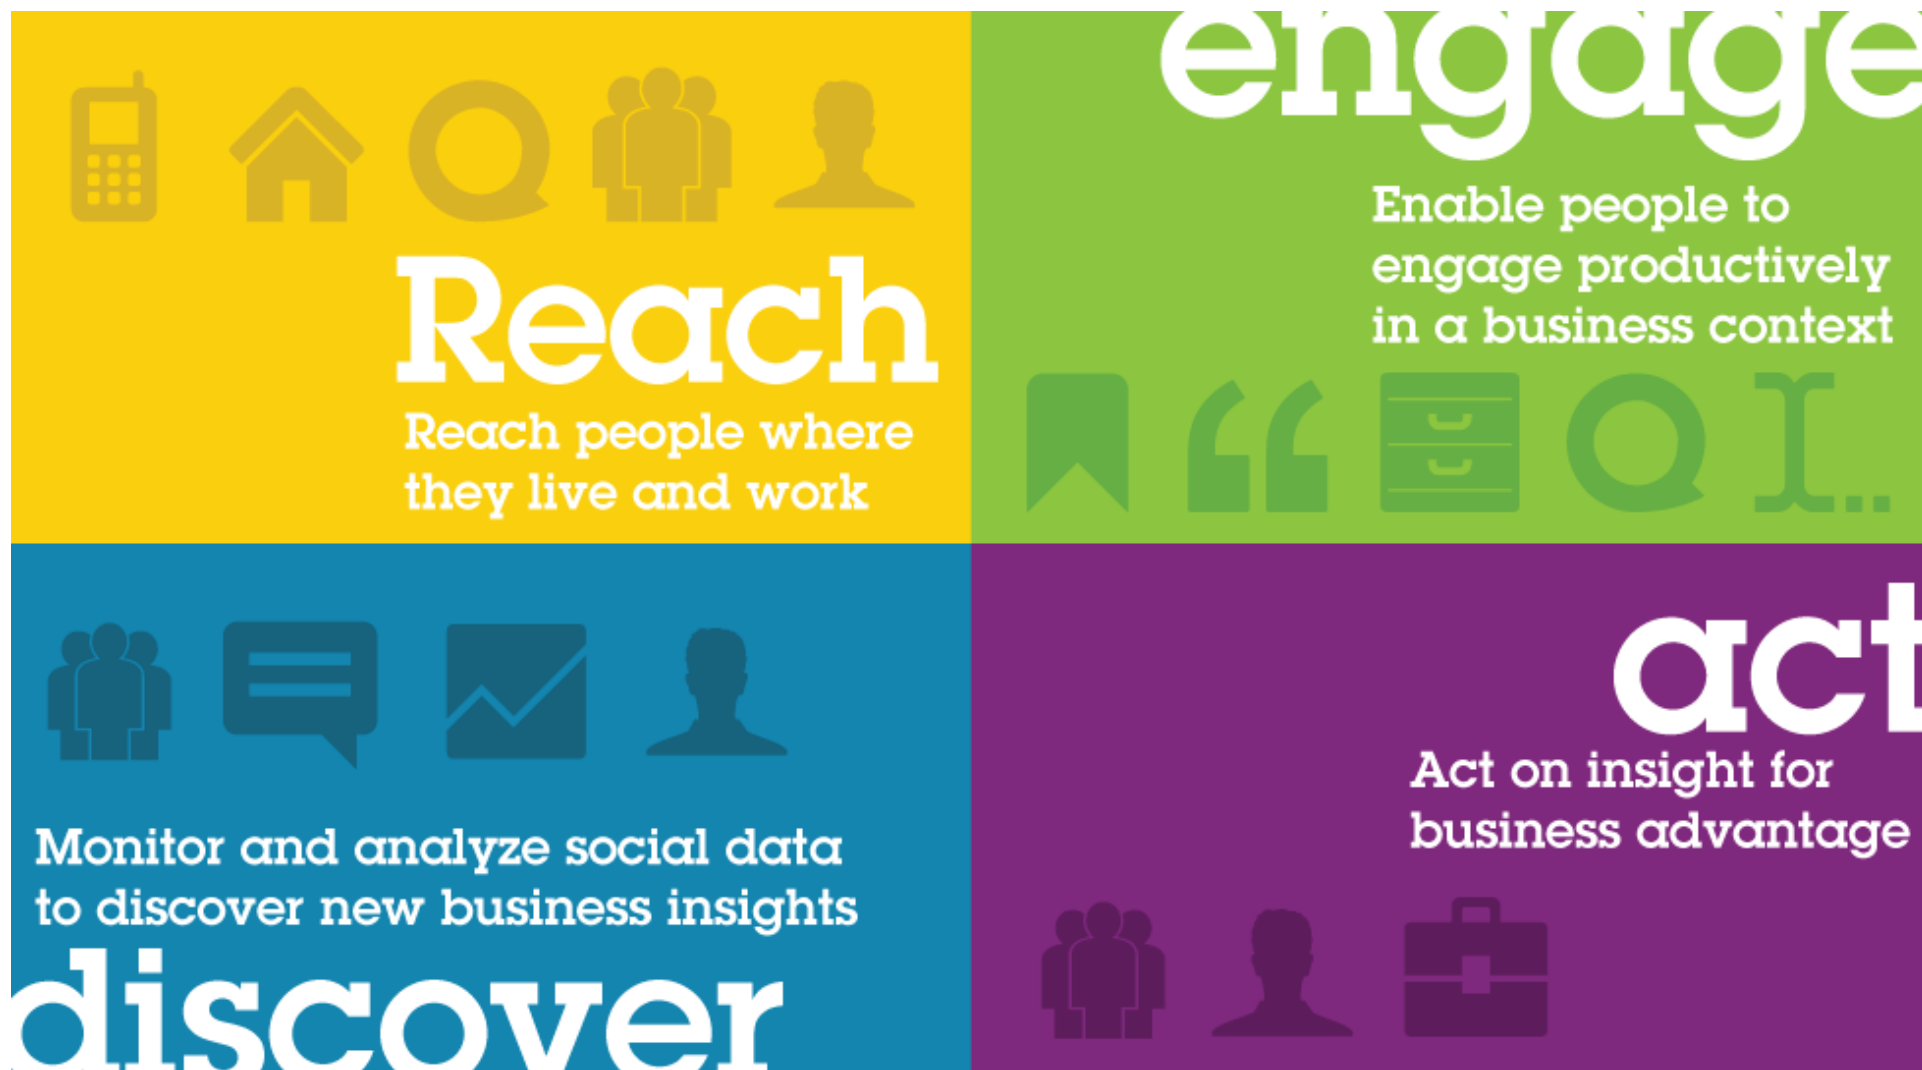 Reach
Reach people where
they live and work
engage
Enable people to
engage productively
in a business context
Monitor and analyze social data
to discover new business insights
discover
act
Act on insight for
business advantage